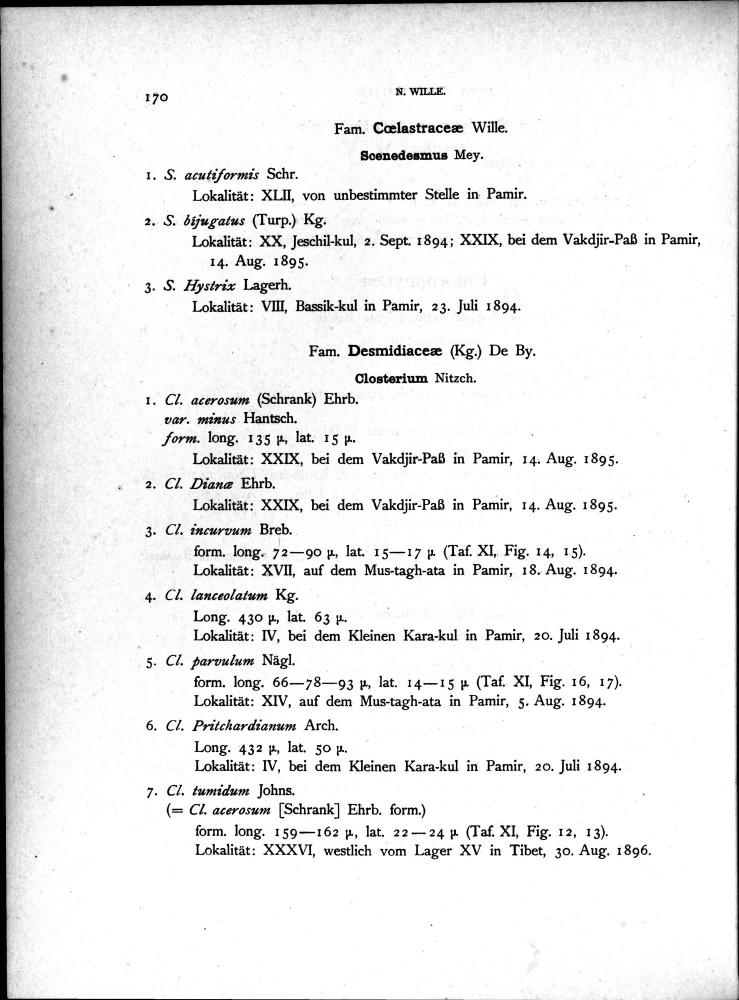 170
N. WILLE.
Fam. Cœlastraceæ Wille.
Scenedesmus Mey.
1. S. acutiformis Schr.
Lokalität: XLII, von unbestimmter Stelle in Pamir.
2. S. bijugatus (Turp.) Kg.
Lokalität: XX, Jeschil-kul, 2. Sept. 1894; XXIX, bei dem Vakdjir-Paß in Pamir,
14. Aug. 1895.
3. S. Hystrix Lagerh.
Lokalität: VIII, Bassik-kul in Pamir, 23. Juli 1894.
Fam. Desmidiaceæ (Kg.) De By.
Closterium Nitzch.
1. Cl. acerosum (Schrank) Ehrb.
var. minus Hantsch.
form. long. 135 μ, lat. 15 μ.
Lokalität: XXIX, bei dem Vakdjir-Paß in Pamir, 14. Aug. 1895.
2. Cl. Dianæ Ehrb.
Lokalität: XXIX, bei dem Vakdjir-Paß in Pamir, 14. Aug. 1895.
3. Cl. incurvum Breb.
form. long. 72—90 μ, lat. 15—17 μ (Taf. XI, Fig. 14, 15).
Lokalität: XVII, auf dem Mus-tagh-ata in Pamir, 18. Aug. 1894.
4. Cl. lanceolatum Kg.
Long. 430 μ, lat. 63 μ.
Lokalität: IV, bei dem Kleinen Kara-kul in Pamir, 20. Juli 1894.
5. Cl. parvulum Nägl.
form. long. 66—78—93 μ, lat. 14—15 μ (Taf. XI, Fig. 16, 17).
Lokalität: XIV, auf dem Mus-tagh-ata in Pamir, 5. Aug. 1894.
6. Cl. Pritchardianum Arch.
Long. 432 μ, lat. 50 μ.
Lokalität: IV, bei dem Kleinen Kara-kul in Pamir, 20. Juli 1894.
7. Cl. tumidum Johns.
(= Cl. acerosum [Schrank] Ehrb. form.)
form. long. 159—162 μ, lat. 22—24 μ (Taf. XI, Fig. 12, 13).
Lokalität: XXXVI, westlich vom Lager XV in Tibet, 30. Aug. 1896.